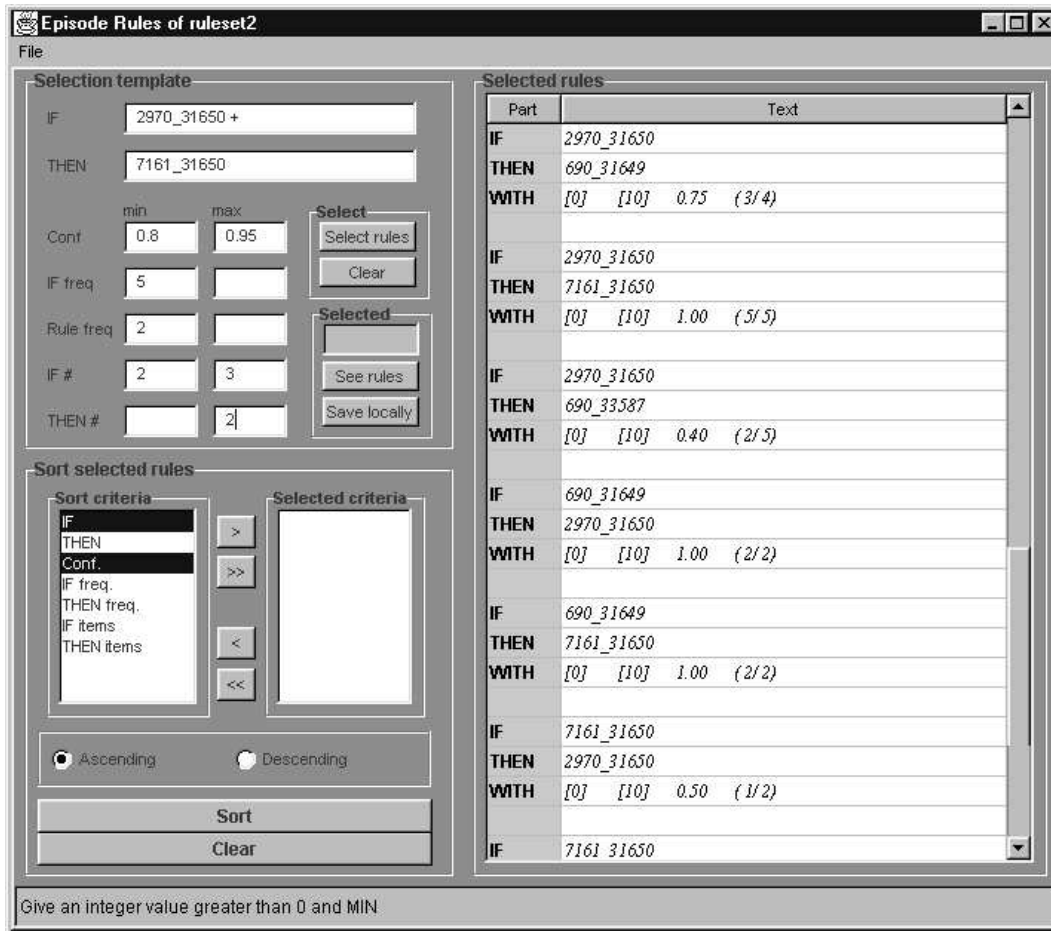 Episode Rules of ruleset2
File
Selection template
IF 2970_31650 +
THEN 7161_31650
min max
Conf 0.8 0.95
IF freq 5
Rule freq 2
IF # 2 3
THEN # 2
Select
Select rules
Clear
Selected
See rules
Save locally
Sort selected rules
Sort criteria
IF
THEN
Conf.
IF freq.
THEN freq.
IF items
THEN items
>
>>
<
<<
Selected criteria
Ascending Descending
Sort
Clear
Selected rules
Part Text
IF 2970_31650
THEN 690_31649
WITH [0] [10] 0.75 (3/4)
IF 2970_31650
THEN 7161_31650
WITH [0] [10] 1.00 (5/5)
IF 2970_31650
THEN 690_33587
WITH [0] [10] 0.40 (2/5)
IF 690_31649
THEN 2970_31650
WITH [0] [10] 1.00 (2/2)
IF 690_31649
THEN 7161_31650
WITH [0] [10] 1.00 (2/2)
IF 7161_31650
THEN 2970_31650
WITH [0] [10] 0.50 (1/2)
IF 7161_31650
Give an integer value greater than 0 and MIN